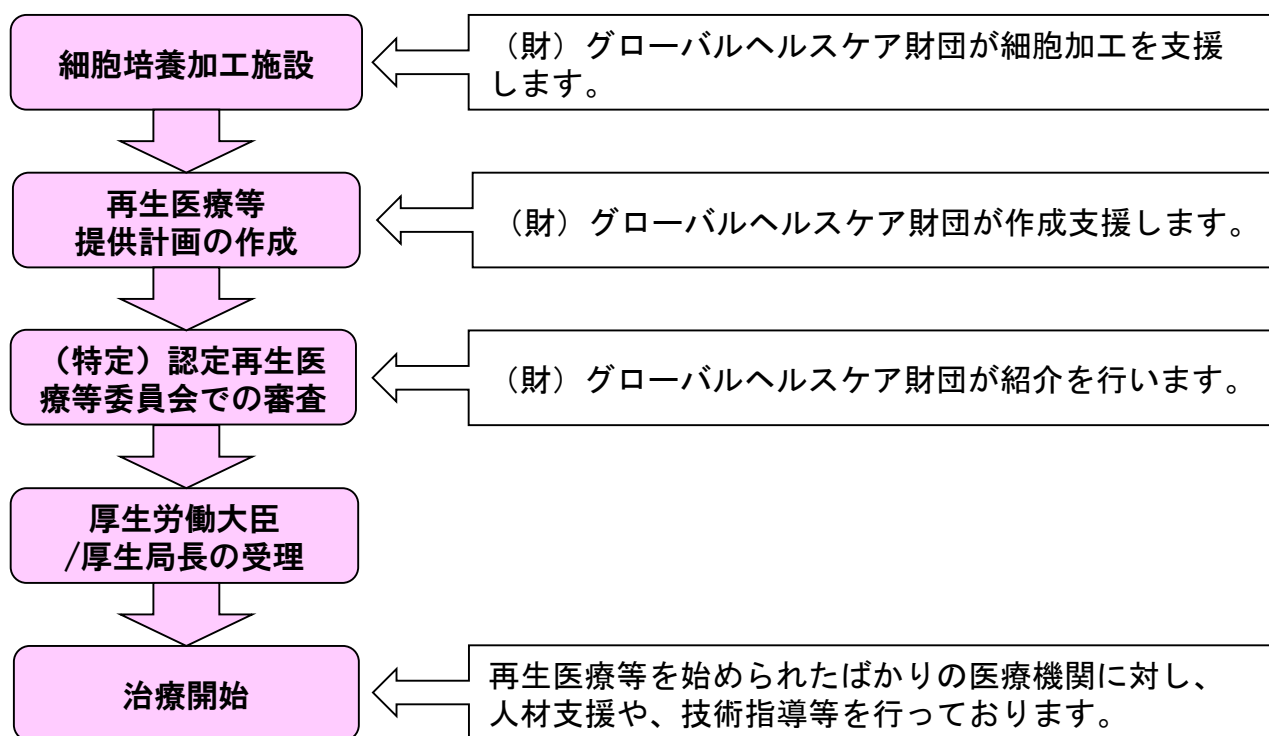 細胞培養加工施設
（財）グローバルヘルスケア財団が細胞加工を支援
します。
再生医療等
提供計画の作成
（財）グローバルヘルスケア財団が作成支援します。
（特定）認定再生医
療等委員会での審査
（財）グローバルヘルスケア財団が紹介を行います。
厚生労働大臣
/厚生局長の受理
治療開始
再生医療等を始められたばかりの医療機関に対し、
人材支援や、技術指導等を行っております。